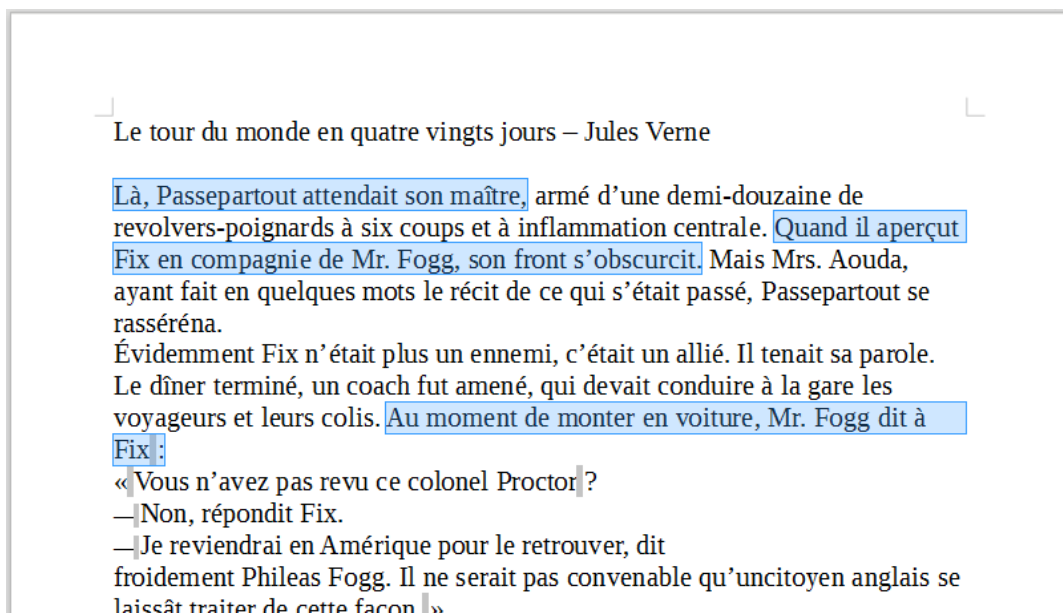 Le tour du monde en quatre vingts jours – Jules Verne
Là, Passepartout attendait son maître, armé d’une demi-douzaine de
revolvers-poignards à six coups et à inflammation centrale. Quand il aperçut
Fix en compagnie de Mr. Fogg, son front s’obscurcit. Mais Mrs. Aouda,
ayant fait en quelques mots le récit de ce qui s’était passé, Passepartout se
rasséréna.
Évidemment Fix n’était plus un ennemi, c’était un allié. Il tenait sa parole.
Le dîner terminé, un coach fut amené, qui devait conduire à la gare les
voyageurs et leurs colis. Au moment de monter en voiture, Mr. Fogg dit à
Fix :
« Vous n’avez pas revu ce colonel Proctor ?
— Non, répondit Fix.
— Je reviendrai en Amérique pour le retrouver, dit
froidement Phileas Fogg. Il ne serait pas convenable qu’uncitoyen anglais se
laissât traiter de cette façon. »